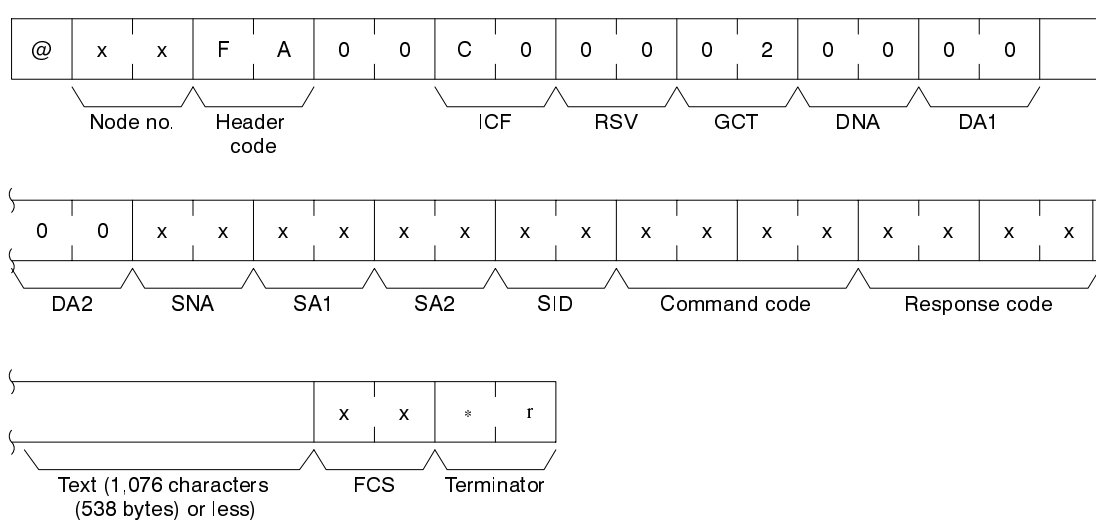 @ x x F A 0 0 C 0 0 0 0 2 0 0 0 0
Node no. Header code ICF RSV GCT DNA DA1
0 0 x x x x x x x x x x x x x x x x
DA2 SNA SA1 SA2 SID Command code Response code
x x * r
Text (1,076 characters (538 bytes) or less) FCS Terminator